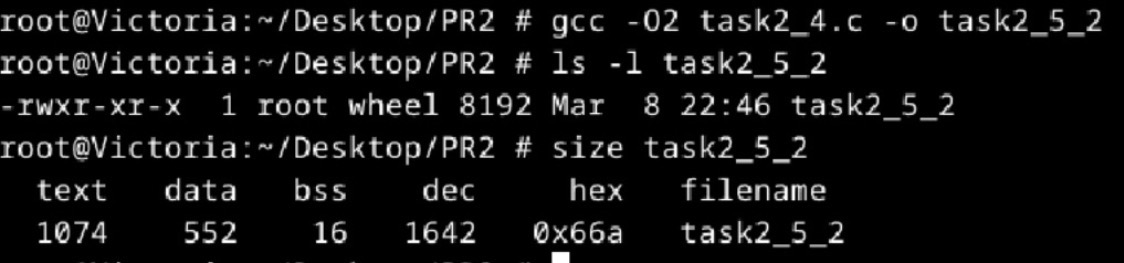 root@Victoria:~/Desktop/PR2 # gcc -O2 task2_4.c -o task2_5_2
root@Victoria:~/Desktop/PR2 # ls -l task2_5_2
-rwxr-xr-x  1 root wheel 8192 Mar  8 22:46 task2_5_2
root@Victoria:~/Desktop/PR2 # size task2_5_2
text data bss dec hex filename
1074 552 16 1642 0x66a task2_5_2